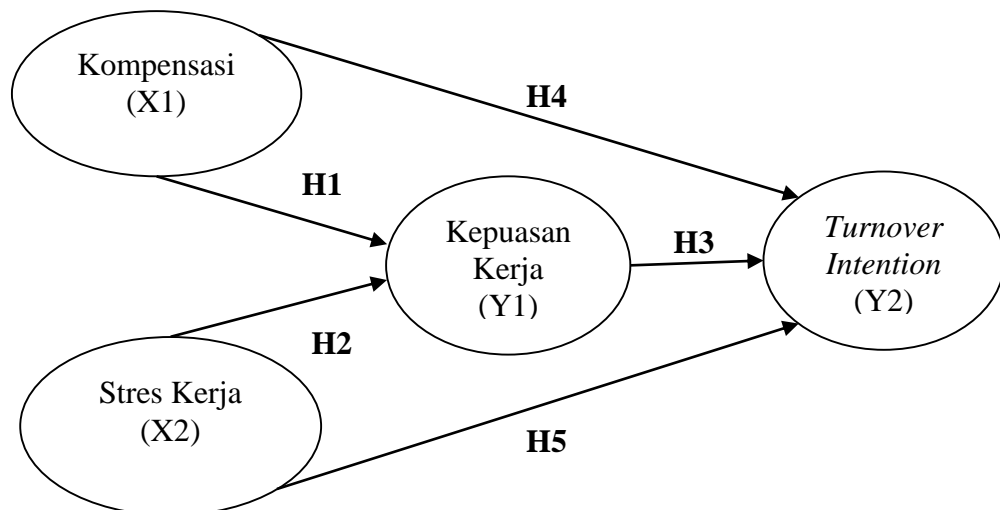 Kompensasi
(X1)
H4
H1
Kepuasan
Kerja
(Y1)
H3
Turnover
Intention
(Y2)
H2
Stres Kerja
(X2)
H5